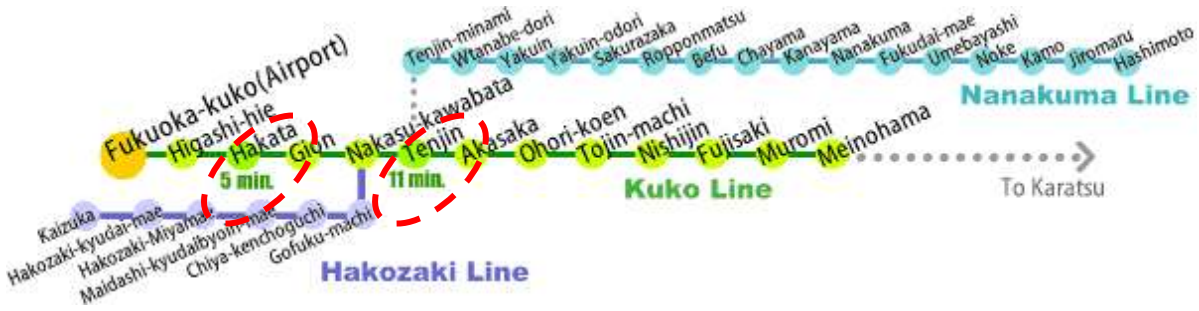 Tenjin-minami
Wtanabe-dori
Yakuin
Yakuin-odori
Sakurazaka
Ropponmatsu
Befu
Chayama
Kanayama
Nanakuma
Fukudai-mae
Umebayashi
Noke
Kamo
Jiromaru
Hashimoto
Nanakuma Line
Fukuoka-kuko(Airport)
Higashi-hie
Hakata
Gion
Nakasu-kawabata
Tenjin
Akasaka
Ohori-koen
Tojin-machi
Nishijin
Fujisaki
Muromi
Meinohama
5 min.
11 min.
Kuko Line
To Karatsu
Kaizuka
Hakozaki-kyudai-mae
Hakozaki-Miyamae
Maidashi-kyudaibyoin-mae
Chiya-kenchoguchi
Gofuku-machi
Hakozaki Line